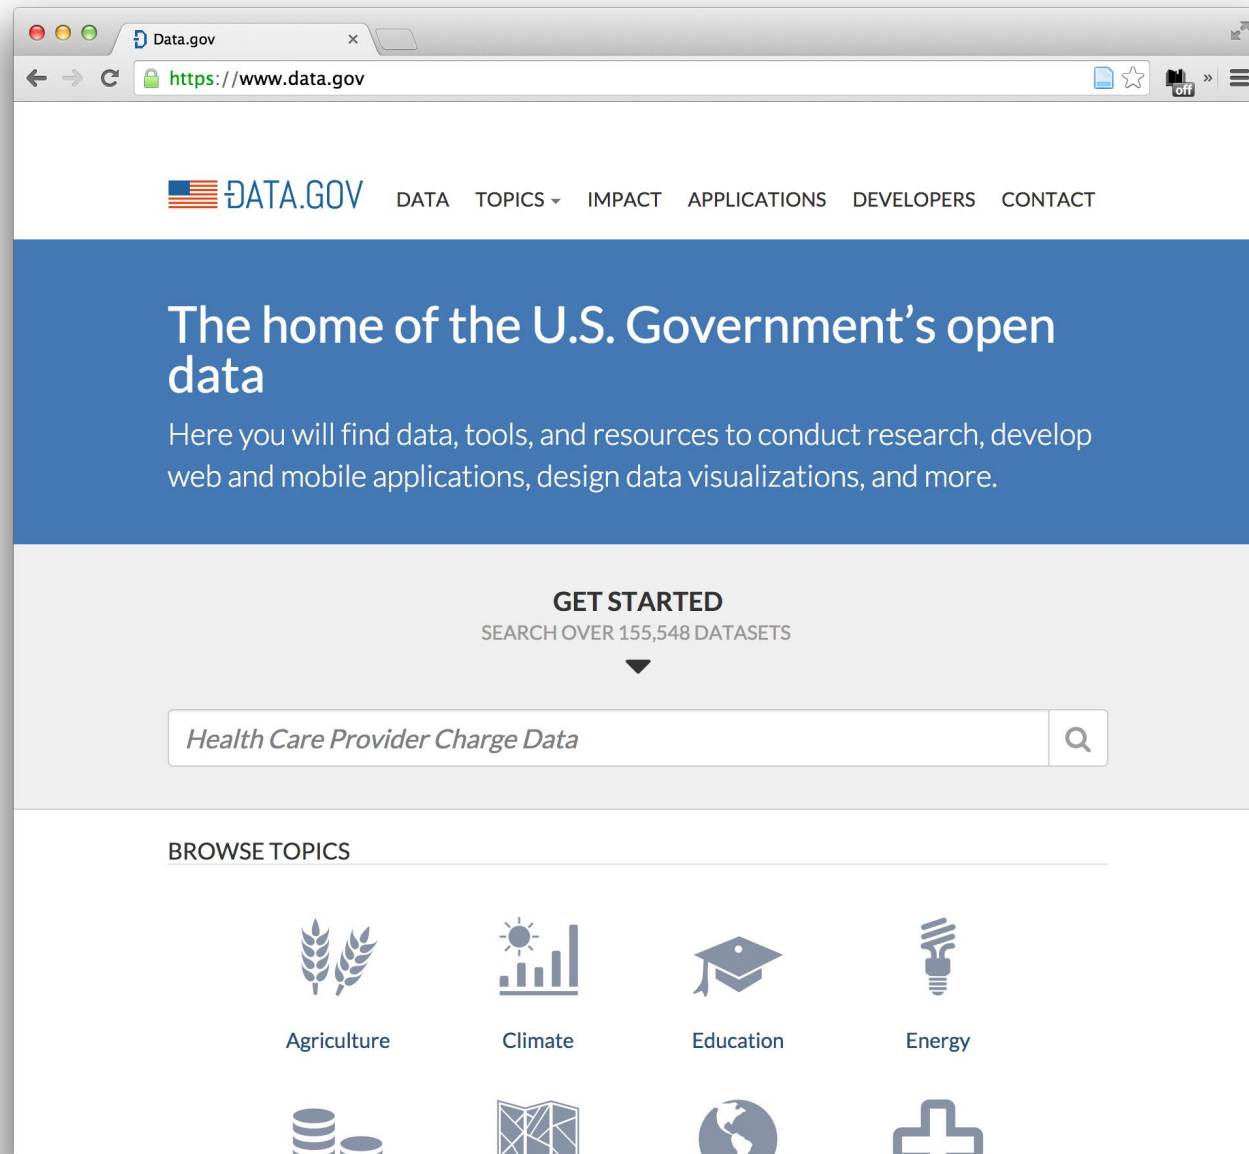 Data.gov
https://www.data.gov
off
DATA.GOV
DATA TOPICS IMPACT APPLICATIONS DEVELOPERS CONTACT
The home of the U.S. Government’s open
data
Here you will find data, tools, and resources to conduct research, develop
web and mobile applications, design data visualizations, and more.
GET STARTED
SEARCH OVER 155,548 DATASETS
Health Care Provider Charge Data
BROWSE TOPICS
Agriculture Climate Education Energy